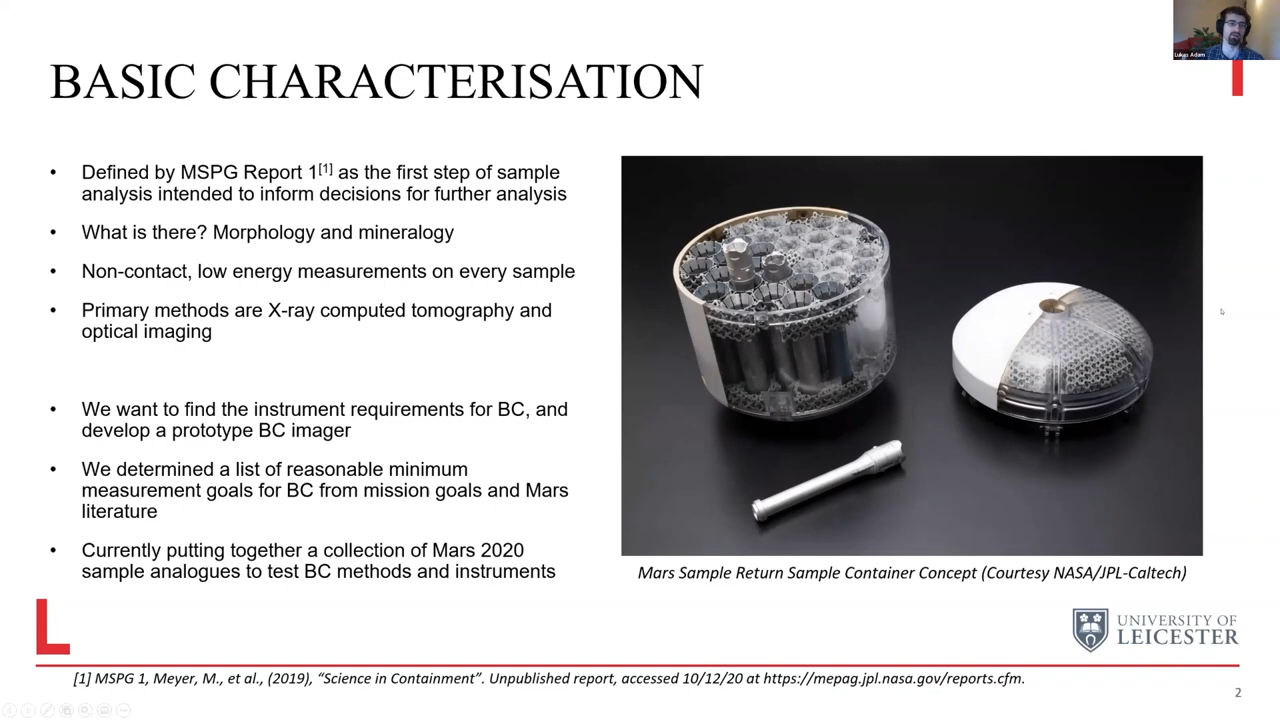 Lukas Adam
BASIC CHARACTERISATION
• Defined by MSPG Report 1[1] as the first step of sample
analysis intended to inform decisions for further analysis
• What is there? Morphology and mineralogy
• Non-contact, low energy measurements on every sample
• Primary methods are X-ray computed tomography and
optical imaging
• We want to find the instrument requirements for BC, and
develop a prototype BC imager
• We determined a list of reasonable minimum
measurement goals for BC from mission goals and Mars
literature
• Currently putting together a collection of Mars 2020
sample analogues to test BC methods and instruments
Mars Sample Return Sample Container Concept (Courtesy NASA/JPL-Caltech)
UNIVERSITY OF
LEICESTER
[1] MSPG 1, Meyer, M., et al., (2019), “Science in Containment”. Unpublished report, accessed 10/12/20 at https://mepag.jpl.nasa.gov/reports.cfm.
2